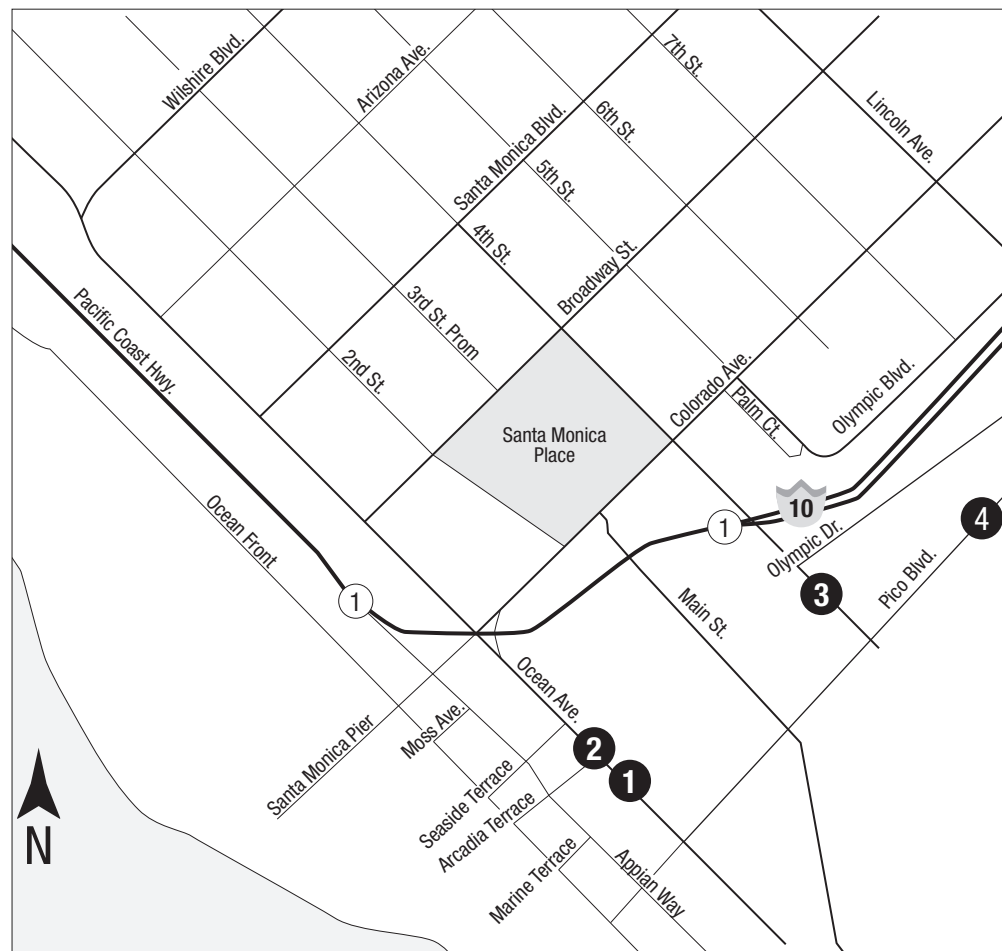 Wilshire Blvd.
Arizona Ave.
7th St.
Lincoln Ave.
Santa Monica Blvd.
6th St.
5th St.
4th St.
Broadway St.
3rd St. Prom
2nd St.
Pacific Coast Hwy.
Colorado Ave.
Palm Ct.
Olympic Blvd.
Santa Monica
Place
10
1
Olympic Dr.
4
Pico Blvd.
3
Ocean Front
1
Main St.
Ocean Ave.
Moss Ave.
Santa Monica Pier
2
1
Seaside Terrace
Arcadia Terrace
Marine Terrace
Appian Way
N